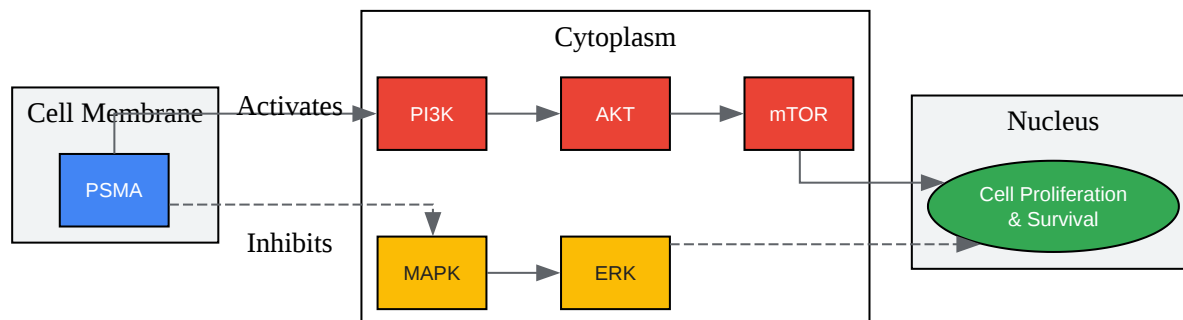 Cytoplasm
Cell Membrane
Activates
PI3K
AKT
mTOR
Nucleus
PSMA
Cell Proliferation
& Survival
Inhibits
MAPK
ERK